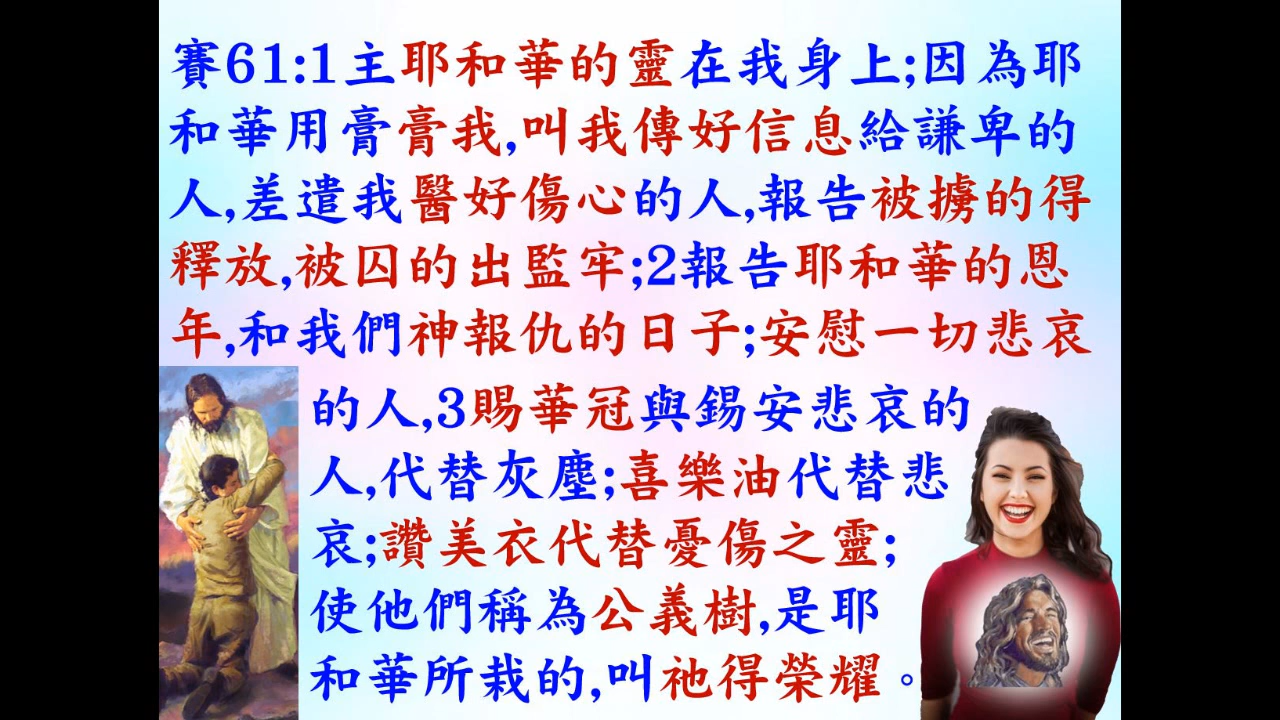 賽61:1主耶和華的靈在我身上;因為耶
和華用膏膏我,叫我傳好信息給謙卑的
人,差遣我醫好傷心的人,報告被擄的得
釋放,被囚的出監牢;2報告耶和華的恩
年,和我們神報仇的日子;安慰一切悲哀
的人,3賜華冠與錫安悲哀的
人,代替灰塵;喜樂油代替悲
哀;讚美衣代替憂傷之靈;
使他們稱為公義樹,是耶
和華所栽的,叫祂得榮耀。